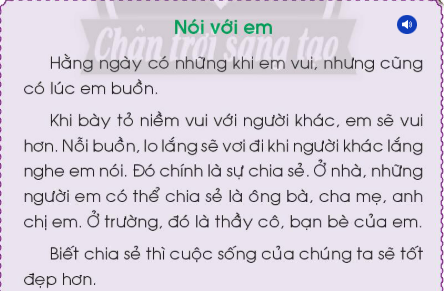 Nói với em
Chân trời sáng tạo
Hằng ngày có những khi em vui, nhưng cũng
có lúc em buồn.
Khi bày tỏ niềm vui với người khác, em sẽ vui
hơn. Nỗi buồn, lo lắng sẽ vơi đi khi người khác lắng
nghe em nói. Đó chính là sự chia sẻ. Ở nhà, những
người em có thể chia sẻ là ông bà, cha mẹ, anh
chị em. Ở trường, đó là thầy cô, bạn bè của em.
Biết chia sẻ thì cuộc sống của chúng ta sẽ tốt
đẹp hơn.